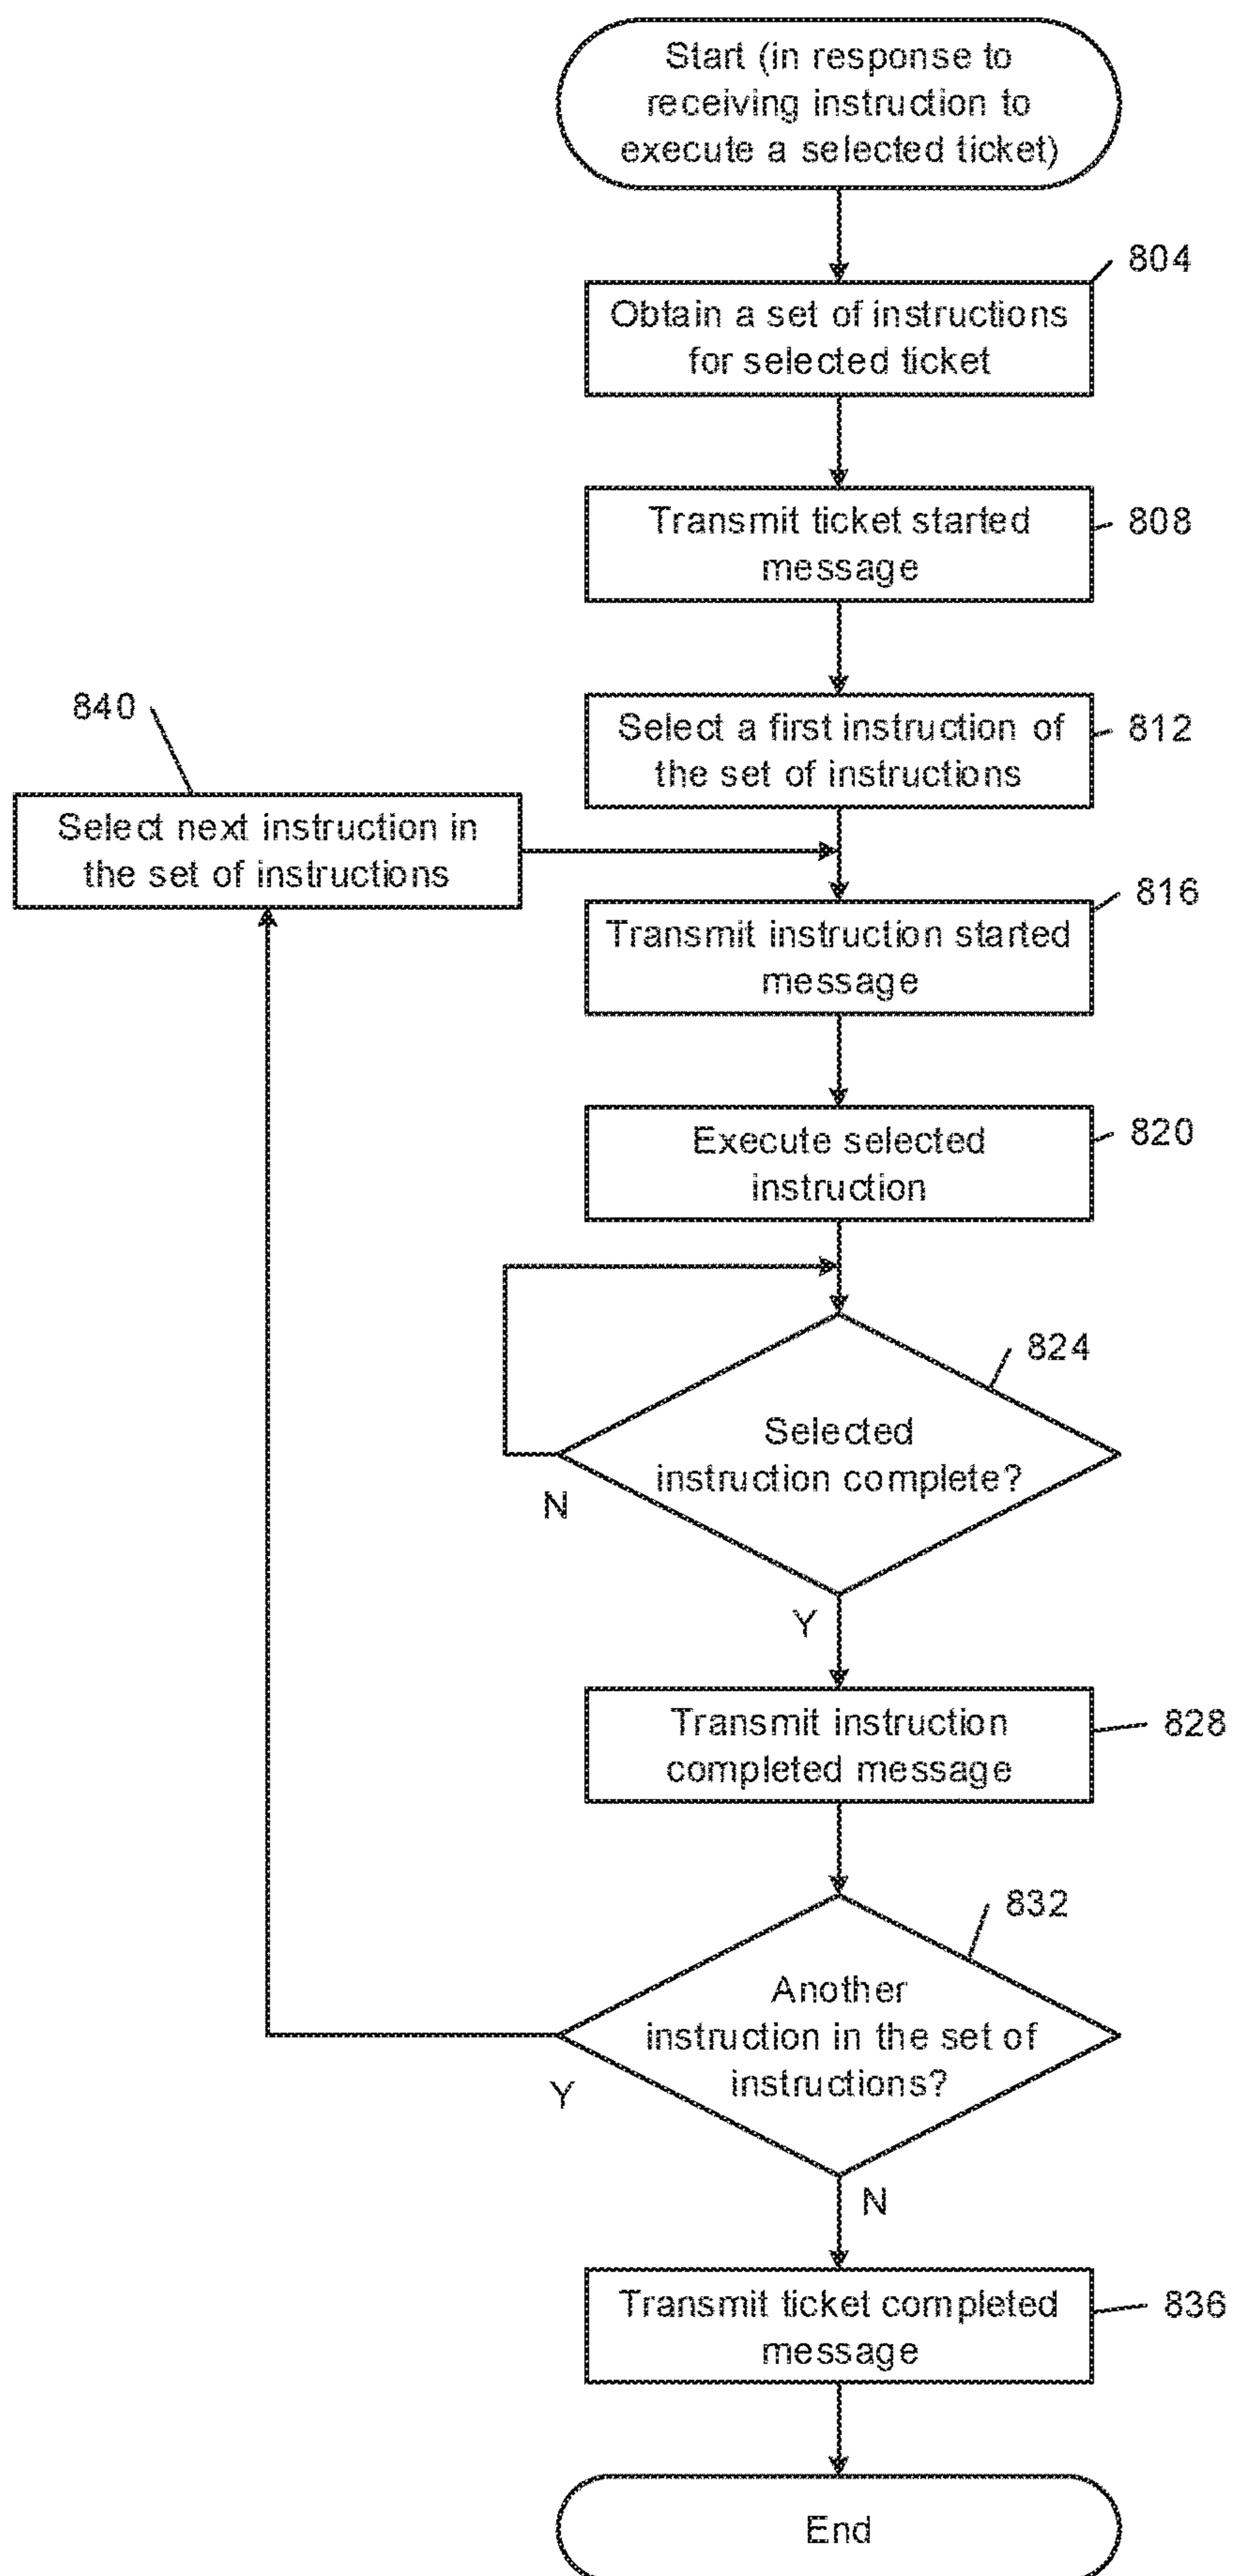 Start (in response to
receiving instruction to
execute a selected ticket)
804
Obtain a set of instructions
for selected ticket
808
Transmit ticket started
message
812
Select a first instruction of
the set of instructions
840
Select next instruction in
the set of instructions
816
Transmit instruction started
message
820
Execute selected
instruction
824
Selected
instruction complete?
N
Y
828
Transmit instruction
completed message
832
Another
instruction in the set of
instructions?
Y
N
836
Transmit ticket completed
message
End